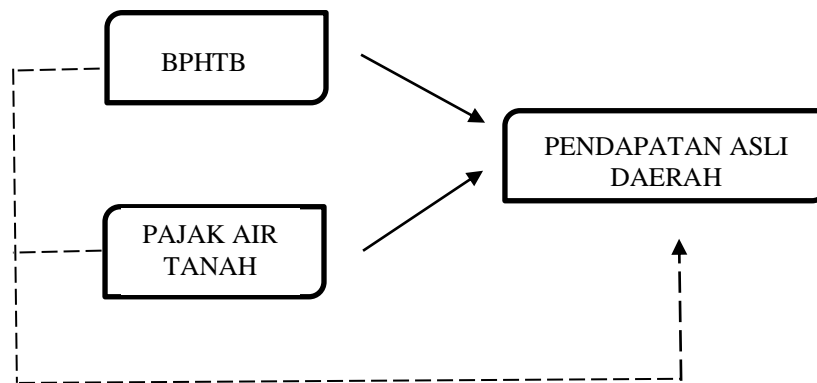 BPHTB
PENDAPATAN ASLI
DAERAH
PAJAK AIR
TANAH